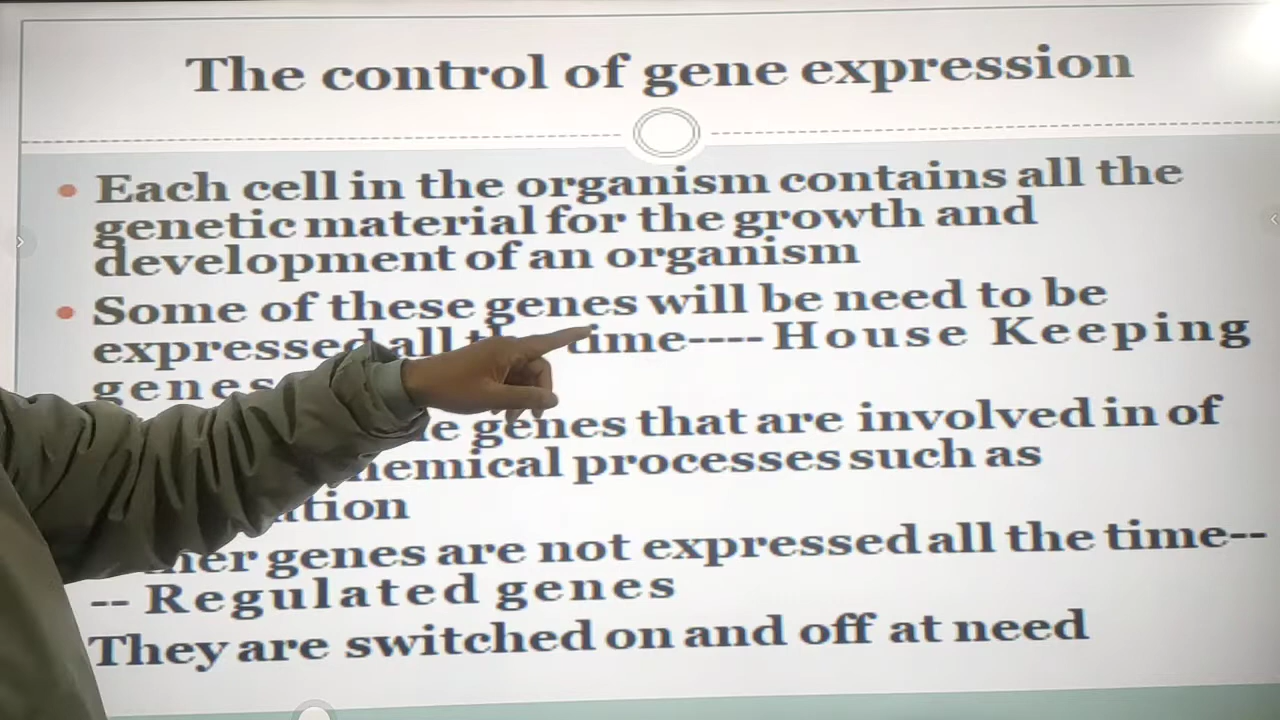 The control of gene expression
Each cell in the organism contains all the
genetic material for the growth and
development of an organism
Some of these genes will be need to be
expressed all time---- House Keeping
genes
genes that are involved in of
processes such as
genes are not expressed all the time--
-- Regulated genes
They are switched on and off at need